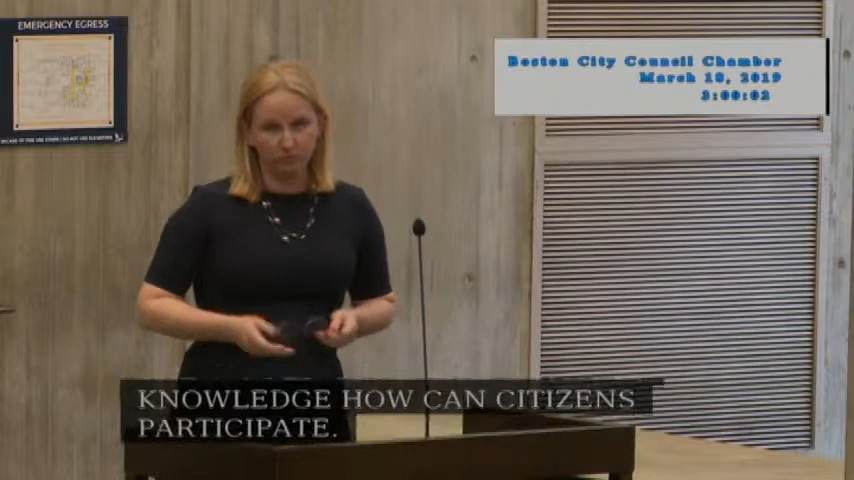 EMERGENCY EGRESS
Boston City Council Chamber
March 18, 2019
3:00:02
KNOWLEDGE HOW CAN CITIZENS
PARTICIPATE.